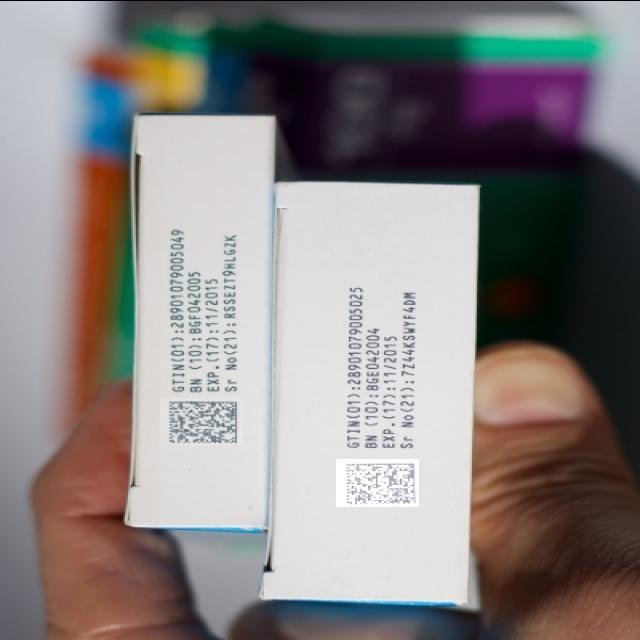 GTIN(01):28901079005049
BN (10):BGF042005
EXP.(17):11/2015
Sr No(21):RSSEZT9HLGZK
GTIN(01):28901079005025
BN (10):BGE042004
EXP.(17):11/2015
Sr No(21):7Z44KSWYF4DM